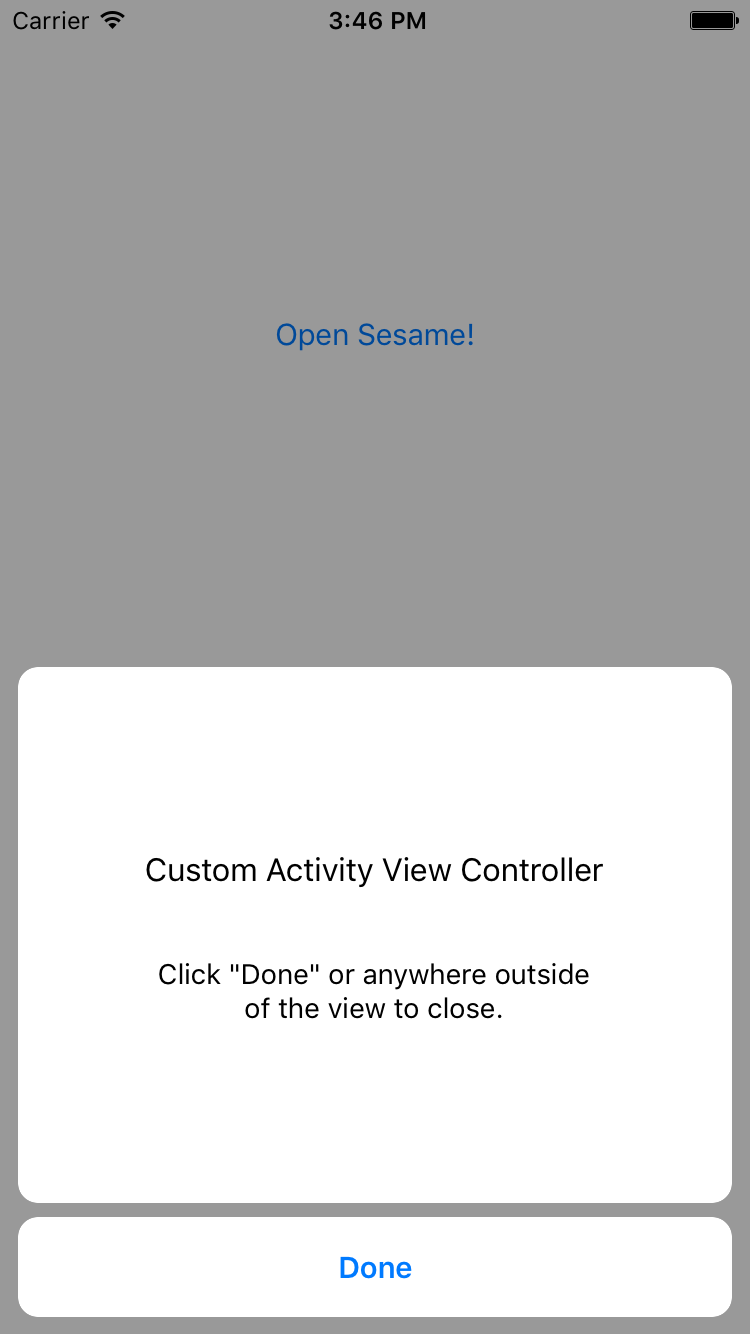 Carrier 3:46 PM
Open Sesame!
Custom Activity View Controller
Click "Done" or anywhere outside
of the view to close.
Done